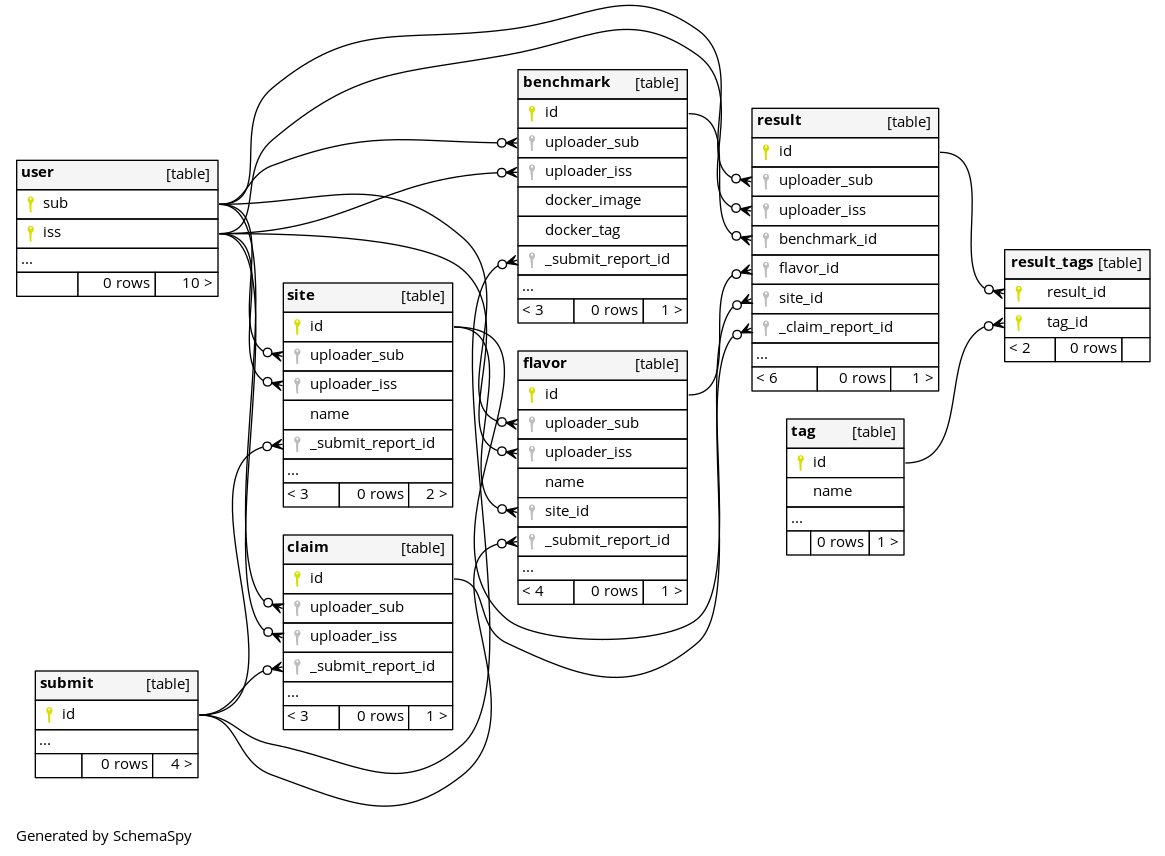 user [table]
sub
iss
...
0 rows 10 >
site [table]
id
uploader_sub
uploader_iss
name
_submit_report_id
...
< 3 0 rows 2 >
claim [table]
id
uploader_sub
uploader_iss
_submit_report_id
...
< 3 0 rows 1 >
submit [table]
id
...
0 rows 4 >
benchmark [table]
id
uploader_sub
uploader_iss
docker_image
docker_tag
_submit_report_id
...
< 3 0 rows 1 >
flavor [table]
id
uploader_sub
uploader_iss
name
site_id
_submit_report_id
...
< 4 0 rows 1 >
result [table]
id
uploader_sub
uploader_iss
benchmark_id
flavor_id
site_id
_claim_report_id
...
< 6 0 rows 1 >
tag [table]
id
name
...
0 rows 1 >
result_tags [table]
result_id
tag_id
< 2 0 rows
Generated by SchemaSpy